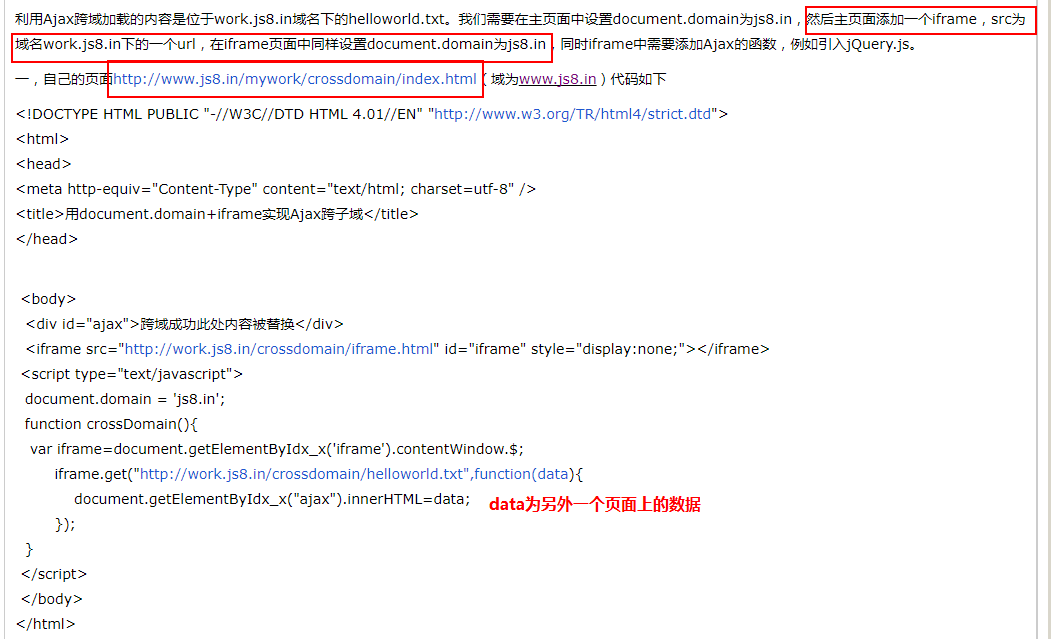 利用Ajax跨域加载的内容是位于work.js8.in域名下的helloworld.txt。我们需要在主页面中设置document.domain为js8.in，然后主页面添加一个iframe，src为
域名work.js8.in下的一个url，在iframe页面中同样设置document.domain为js8.in，同时iframe中需要添加Ajax的函数，例如引入jQuery.js。
一，自己的页面http://www.js8.in/mywork/crossdomain/index.html（域为www.js8.in）代码如下
<!DOCTYPE HTML PUBLIC "-//W3C//DTD HTML 4.01//EN" "http://www.w3.org/TR/html4/strict.dtd">
<html>
<head>
<meta http-equiv="Content-Type" content="text/html; charset=utf-8" />
<title>用document.domain+iframe实现Ajax跨子域</title>
</head>
<body>
<div id="ajax">跨域成功此处内容被替换</div>
<iframe src="http://work.js8.in/crossdomain/iframe.html" id="iframe" style="display:none;"></iframe>
<script type="text/javascript">
document.domain = 'js8.in';
function crossDomain(){
var iframe=document.getElementByIdx_x('iframe').contentWindow.$;
iframe.get("http://work.js8.in/crossdomain/helloworld.txt",function(data){
document.getElementByIdx_x("ajax").innerHTML=data; data为另外一个页面上的数据
});
}
</script>
</body>
</html>